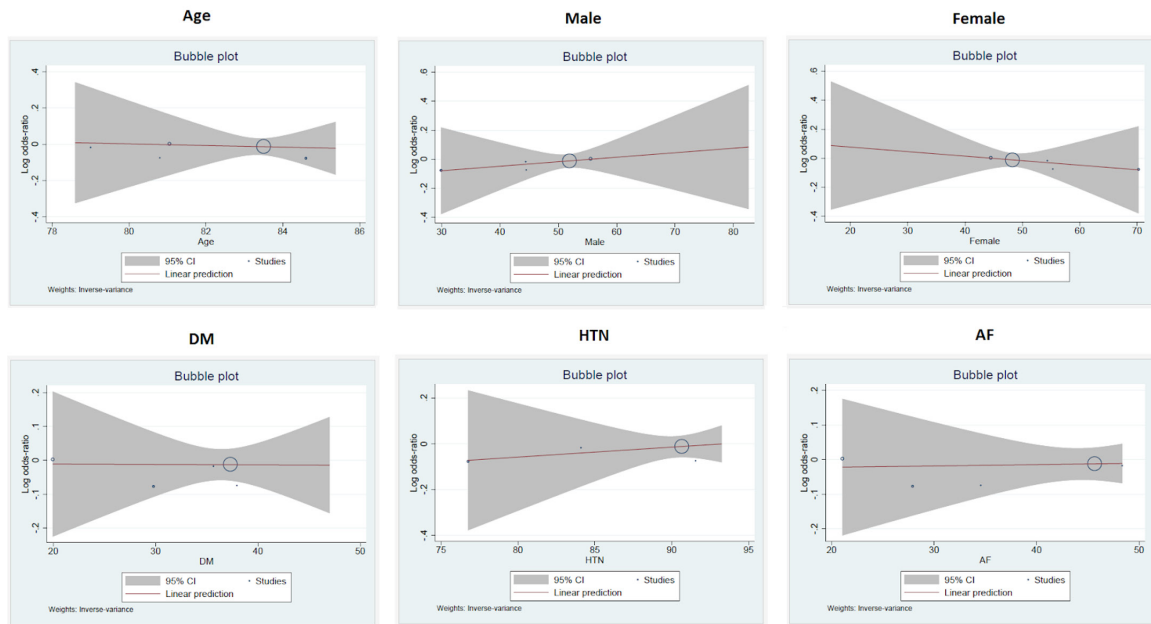 Age
Bubble plot
.4
.2
0
-.2
-.4
Log odds-ratio
78 80 82 84 86
Age
95% CI Studies
Linear prediction
Weights: Inverse-variance
Male
Bubble plot
.6
.4
.2
0
-.2
-.4
Log odds-ratio
30 40 50 60 70 80
Male
95% CI Studies
Linear prediction
Weights: Inverse-variance
Female
Bubble plot
.6
.4
.2
0
-.2
-.4
Log odds-ratio
20 30 40 50 60 70
Female
95% CI Studies
Linear prediction
Weights: Inverse-variance
DM
Bubble plot
.2
.1
0
-.1
-.2
Log odds-ratio
20 30 40 50
DM
95% CI Studies
Linear prediction
Weights: Inverse-variance
HTN
Bubble plot
.2
0
-.2
-.4
Log odds-ratio
75 80 85 90 95
HTN
95% CI Studies
Linear prediction
Weights: Inverse-variance
AF
Bubble plot
.2
.1
0
-.1
-.2
Log odds-ratio
20 30 40 50
AF
95% CI Studies
Linear prediction
Weights: Inverse-variance